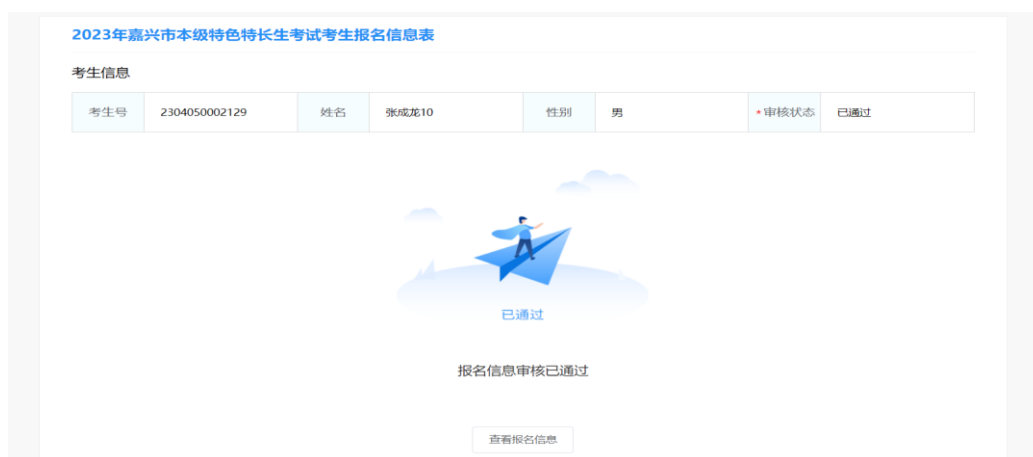 2023年嘉兴市本级特色特长生考试考生报名信息表
考生信息
考生号 2304050002129 姓名 张成龙10 性别 男 *审核状态 已通过
已通过
报名信息审核已通过
查看报名信息